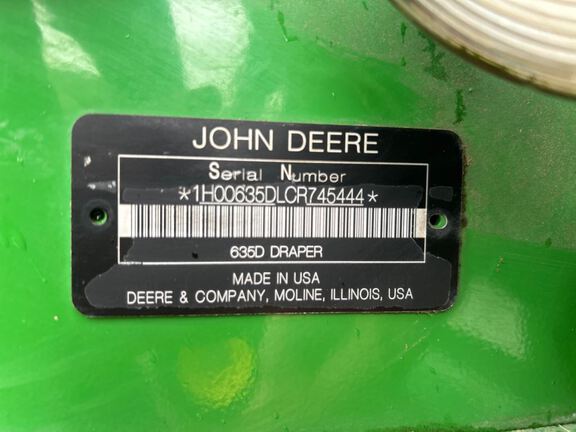 JOHN DEERE
Serial Number
*1H00635DLCR745444*
635D DRAPER
MADE IN USA
DEERE & COMPANY, MOLINE, ILLINOIS, USA